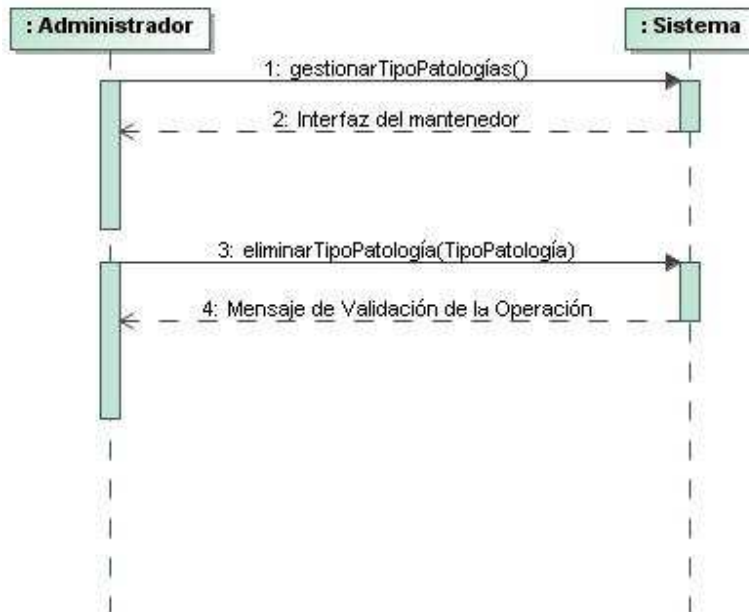 : Administrador
: Sistema
1: gestionarTipoPatologías()
2: Interfaz del mantenedor
3: eliminarTipoPatología(TipoPatología)
4: Mensaje de Validación de la Operación